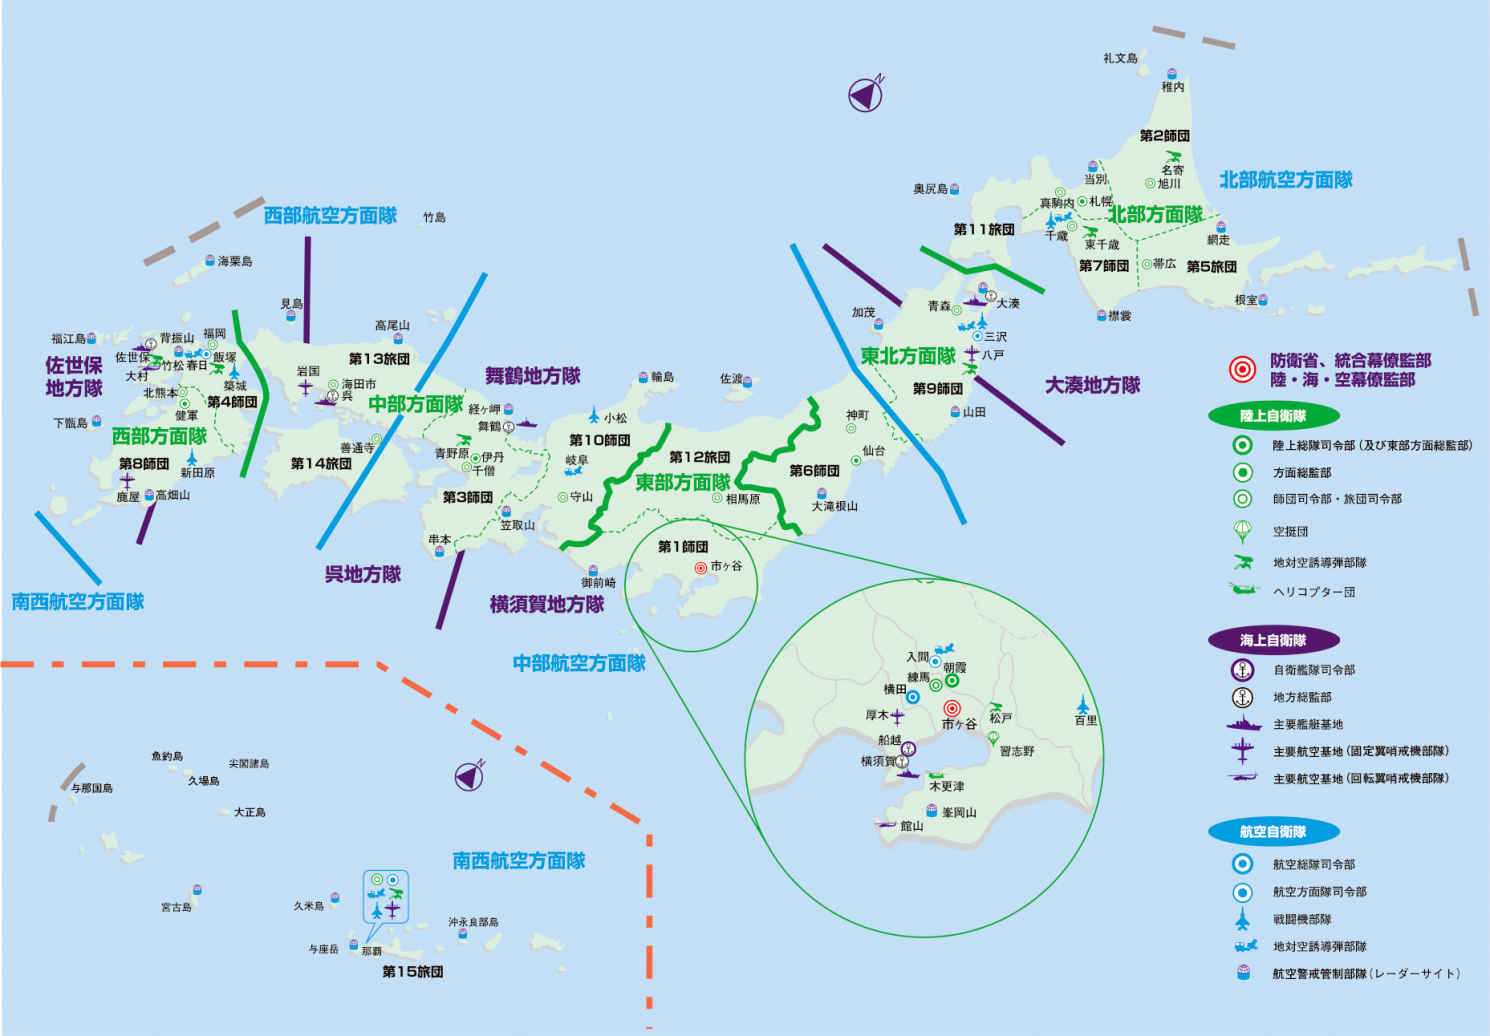 N
礼文島
稚内
第2師団
名寄
旭川
北部航空方面隊
当別
奥尻島
真駒内
札幌
北部方面隊
第11旅団
千歳
東千歳
網走
第7師団
帯広
第5旅団
根室
襟裳
西部航空方面隊
竹島
海栗島
見島
高尾山
福江島
背振山
福岡
佐世保
竹松
春日
飯塚
大村
築城
佐世保
地方隊
北熊本
第4師団
健軍
下甑島
西部方面隊
第8師団
新田原
鹿屋
高畑山
南西航空方面隊
第13旅団
岩国
海田市
呉
中部方面隊
善通寺
第14旅団
呉地方隊
舞鶴地方隊
輪島
佐渡
経ヶ岬
舞鶴
小松
第10師団
青野原
伊丹
千僧
岐阜
守山
第3師団
笠取山
串本
横須賀地方隊
御前崎
中部航空方面隊
第12旅団
東部方面隊
相馬原
第1師団
市ヶ谷
加茂
青森
大湊
三沢
八戸
東北方面隊
第9師団
大湊地方隊
山田
神町
仙台
第6師団
大滝根山
入間
朝霞
練馬
横田
厚木
市ケ谷
松戸
百里
船越
習志野
横須賀
木更津
峯岡山
館山
N
魚釣島
尖閣諸島
久場島
与那国島
大正島
南西航空方面隊
宮古島
久米島
沖永良部島
与座岳
那覇
第15旅団
防衛省、統合幕僚監部
陸・海・空幕僚監部
陸上自衛隊
陸上総隊司令部(及び東部方面総監部)
方面総監部
師団司令部・旅団司令部
空挺団
地対空誘導弾部隊
ヘリコプター団
海上自衛隊
自衛艦隊司令部
地方総監部
主要艦艇基地
主要航空基地(固定翼哨戒機部隊)
主要航空基地(回転翼哨戒機部隊)
航空自衛隊
航空総隊司令部
航空方面隊司令部
戦闘機部隊
地対空誘導弾部隊
航空警戒管制部隊(レーダーサイト)